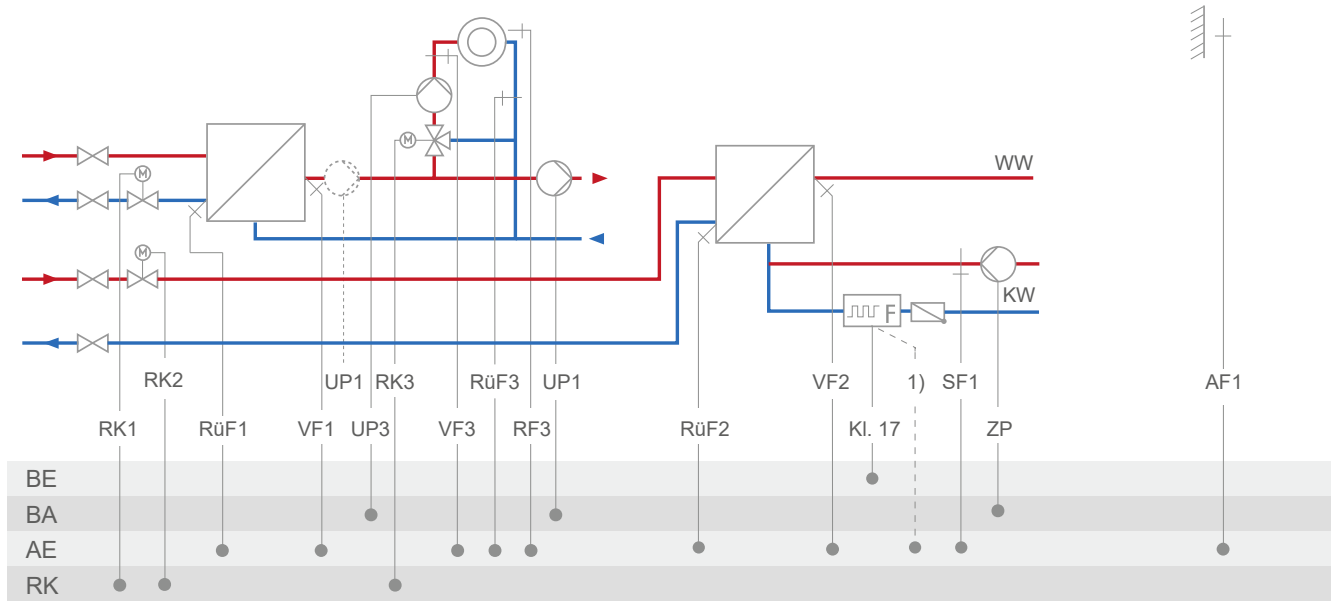 M
M
M
WW
F
KW
RK2 UP1 RK3 RüF3 UP1 VF2 1) SF1 AF1
RK1 RüF1 VF1 UP3 VF3 RF3 RüF2 Kl. 17 ZP
BE
BA
AE
RK